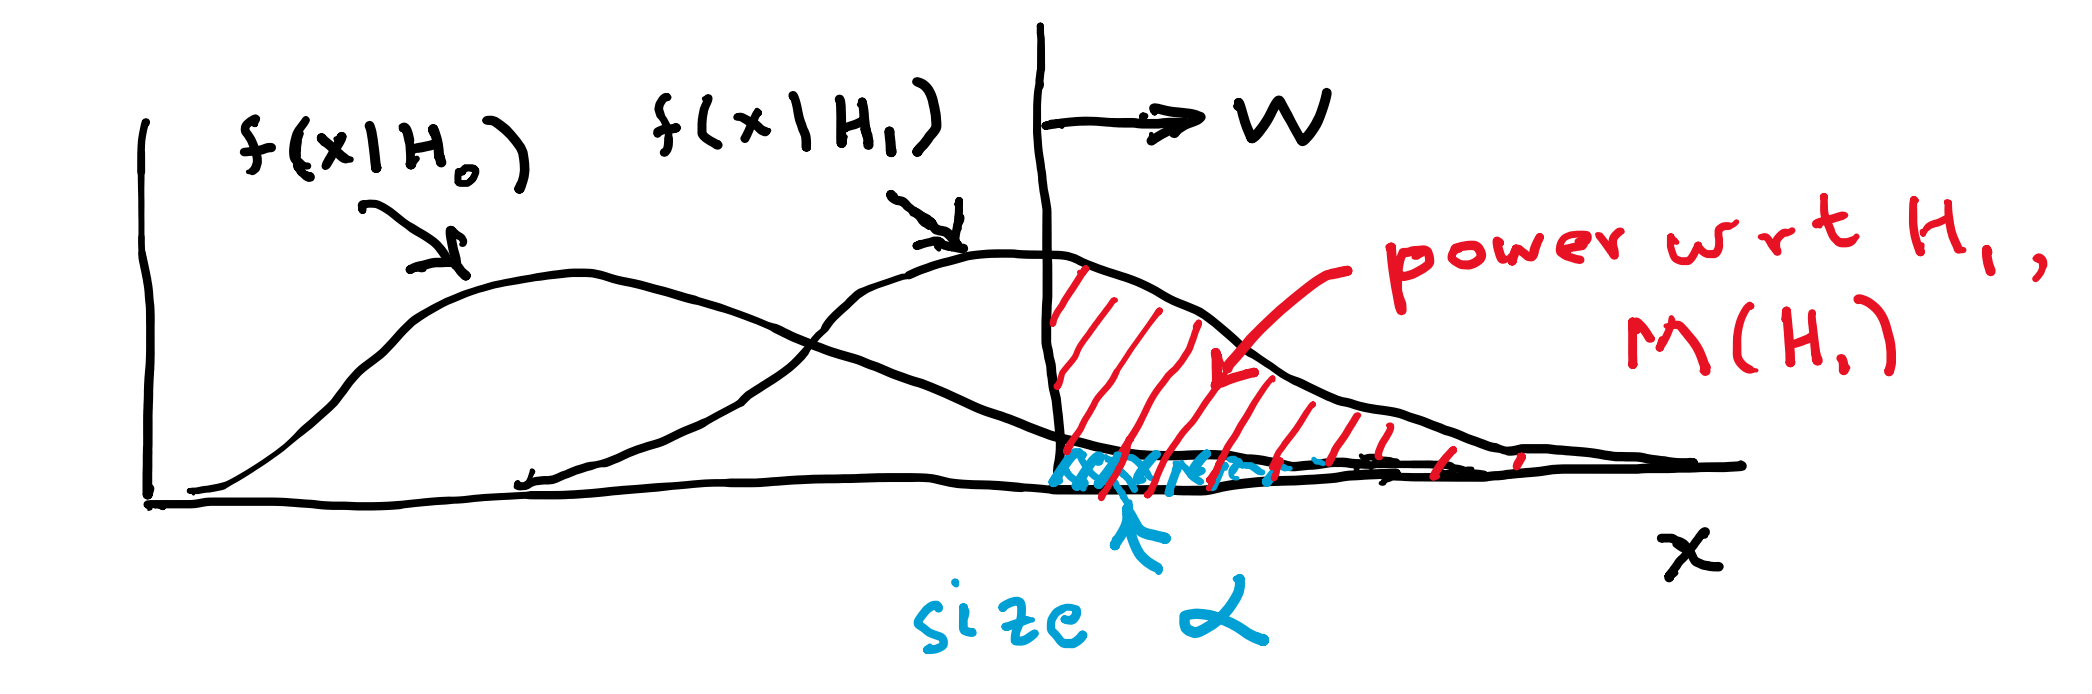 f(x|H₀)
f(x|H₁)
W
power wrt H₁,
M(H₁)
x
size α